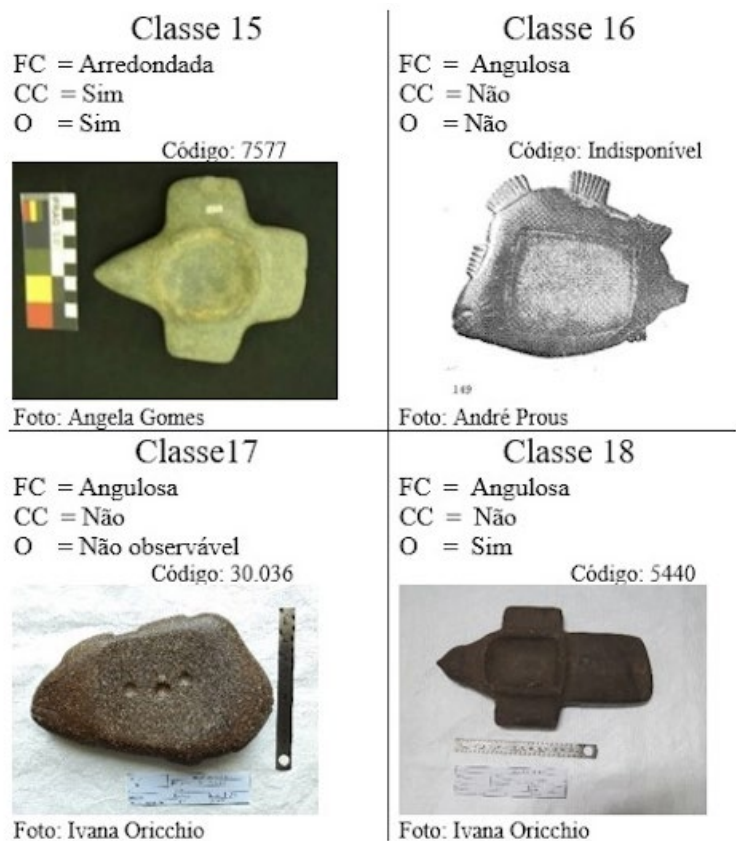 Classe 15
FC = Arredondada
CC = Sim
O = Sim
Código: 7577
Foto: Angela Gomes
Classe 16
FC = Angulosa
CC = Não
O = Não
Código: Indisponível
149
Foto: André Prous
Classe17
FC = Angulosa
CC = Não
O = Não observável
Código: 30.036
Foto: Ivana Oricchio
Classe 18
FC = Angulosa
CC = Não
O = Sim
Código: 5440
Foto: Ivana Oricchio